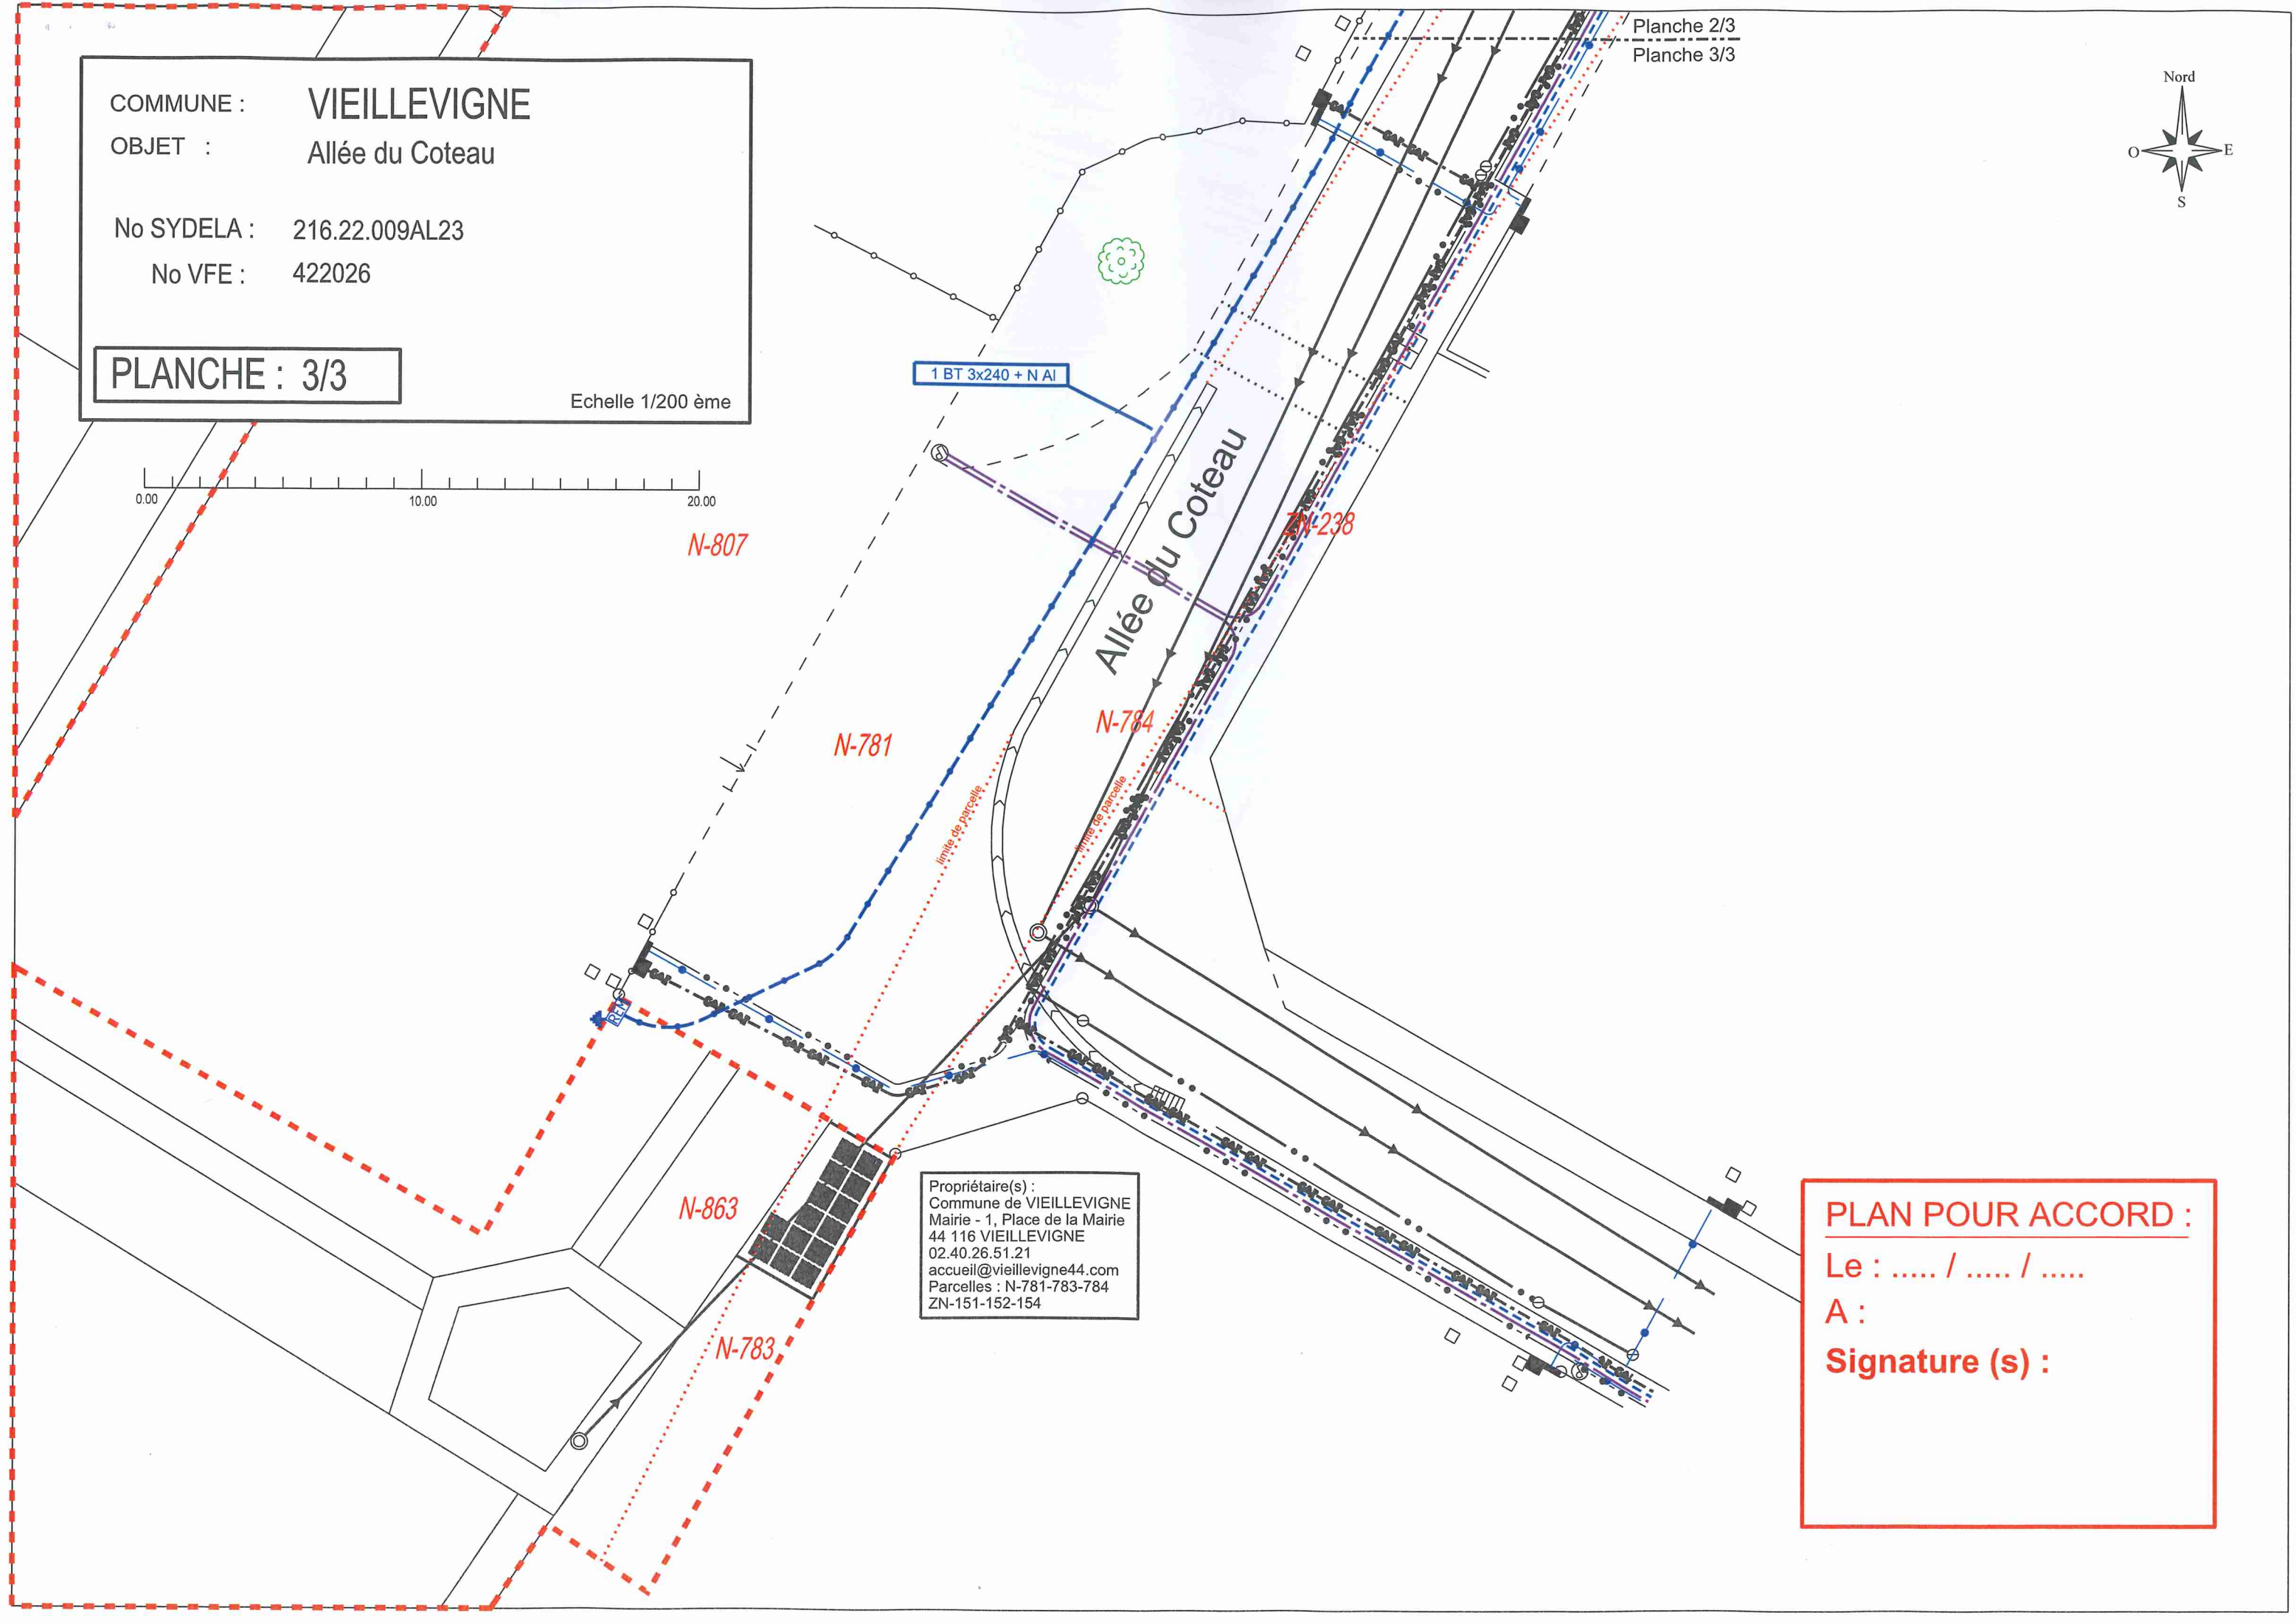 Planche 2/3
Planche 3/3
Nord
O
E
S
COMMUNE : VIEILLEVIGNE
OBJET : Allée du Coteau
No SYDELA : 216.22.009AL23
No VFE : 422026
PLANCHE : 3/3
Echelle 1/200 ème
0.00 10.00 20.00
1 BT 3x240 + N Al
Allée du Coteau
N-807
ZN-238
N-781
N-784
limite de parcelle
limite de parcelle
REM
N-863
N-783
Propriétaire(s) :
Commune de VIEILLEVIGNE
Mairie - 1, Place de la Mairie
44 116 VIEILLEVIGNE
02.40.26.51.21
accueil@vieillevigne44.com
Parcelles : N-781-783-784
ZN-151-152-154
PLAN POUR ACCORD :
Le : ..... / ..... / .....
A :
Signature (s) :